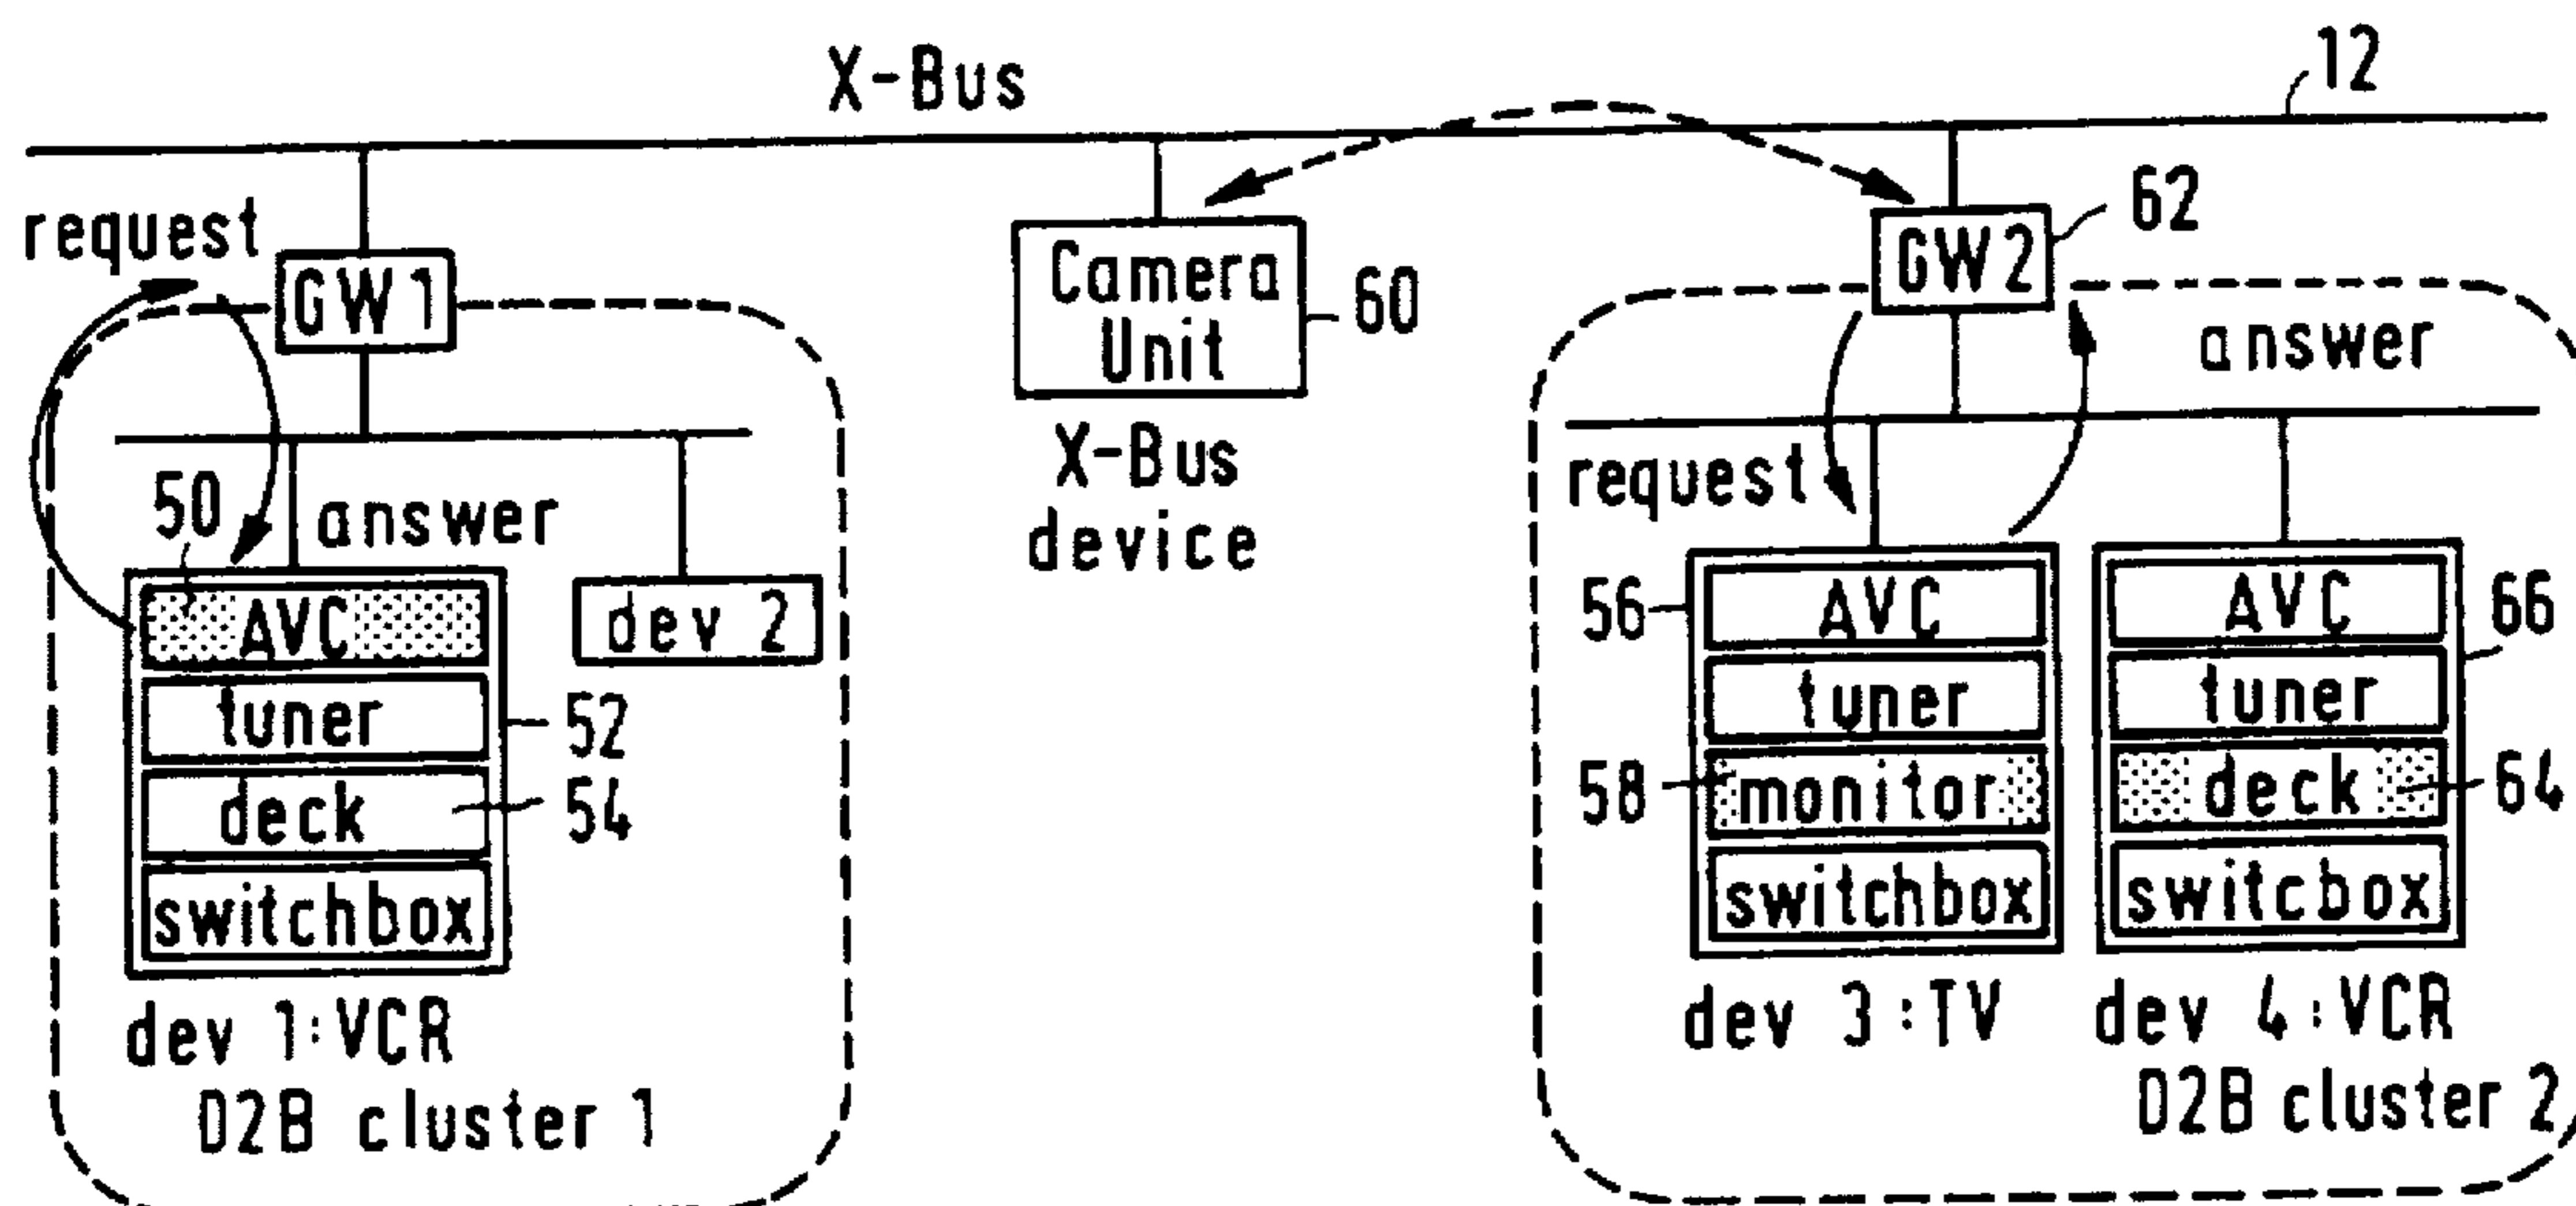 X-Bus
12
request
GW1
Camera
Unit
60
X-Bus
device
GW2
62
answer
request
50
answer
AVC
tuner
deck
switchbox
52
54
dev 2
dev 1:VCR
D2B cluster 1
56
AVC
tuner
58
monitor
switchbox
AVC
66
tuner
deck
64
switcbox
dev 3:TV
dev 4:VCR
D2B cluster 2